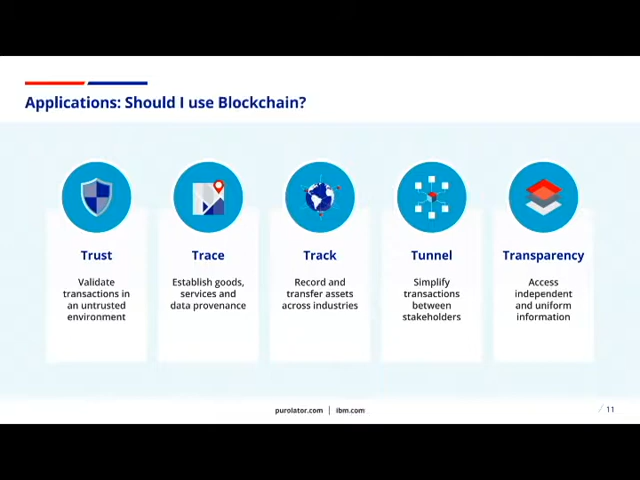 Applications: Should I use Blockchain?
Trust
Validate
transactions in
an untrusted
environment
Trace
Establish goods,
services and
data provenance
Track
Record and
transfer assets
across industries
Tunnel
Simplify
transactions
between
stakeholders
Transparency
Access
independent
and uniform
information
purolator.com | ibm.com
/ 11